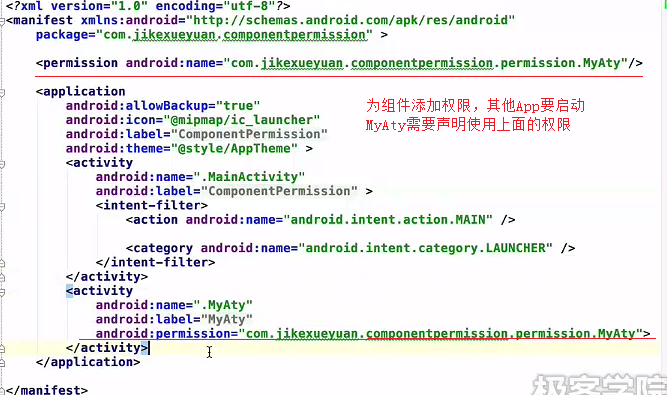 <?xml version="1.0" encoding="utf-8"?>
<manifest xmlns:android="http://schemas.android.com/apk/res/android"
package="com.jikexueyuan.componentpermission" >
<permission android:name="com.jikexueyuan.componentpermission.permission.MyAty"/>
<application
android:allowBackup="true"
android:icon="@mipmap/ic_launcher"
android:label="ComponentPermission"
android:theme="@style/AppTheme" >
为组件添加权限，其他App要启动
MyAty需要声明使用上面的权限
<activity
android:name=".MainActivity"
android:label="ComponentPermission" >
<intent-filter>
<action android:name="android.intent.action.MAIN" />
<category android:name="android.intent.category.LAUNCHER" />
</intent-filter>
</activity>
<activity
android:name=".MyAty"
android:label="MyAty"
android:permission="com.jikexueyuan.componentpermission.permission.MyAty">
</activity>
</application>
</manifest>
极客学院